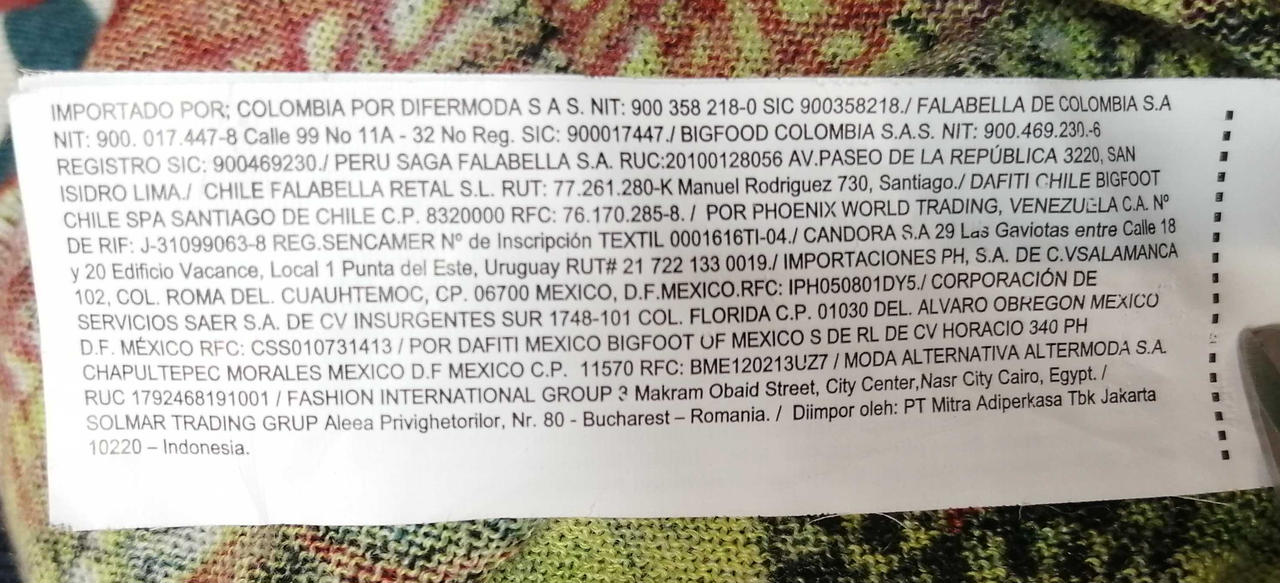 IMPORTADO POR; COLOMBIA POR DIFERMODA S A S. NIT: 900 358 218-0 SIC 900358218./ FALABELLA DE COLOMBIA S.A
NIT: 900. 017.447-8 Calle 99 No 11A - 32 No Reg. SIC: 900017447./ BIGFOOD COLOMBIA S.A.S. NIT: 900.469.230.-6
REGISTRO SIC: 900469230./ PERU SAGA FALABELLA S.A. RUC:20100128056 AV.PASEO DE LA REPÚBLICA 3220, SAN
ISIDRO LIMA./ CHILE FALABELLA RETAL S.L. RUT: 77.261.280-K Manuel Rodriguez 730, Santiago./ DAFITI CHILE BIGFOOT
CHILE SPA SANTIAGO DE CHILE C.P. 8320000 RFC: 76.170.285-8. / POR PHOENIX WORLD TRADING, VENEZUELA C.A. Nº
DE RIF: J-31099063-8 REG.SENCAMER Nº de Inscripción TEXTIL 0001616TI-04./ CANDORA S.A 29 Las Gaviotas entre Calle 18
y 20 Edificio Vacance, Local 1 Punta del Este, Uruguay RUT# 21 722 133 0019./ IMPORTACIONES PH, S.A. DE C.VSALAMANCA
102, COL. ROMA DEL. CUAUHTEMOC, CP. 06700 MEXICO, D.F.MEXICO.RFC: IPH050801DY5./ CORPORACIÓN DE
SERVICIOS SAER S.A. DE CV INSURGENTES SUR 1748-101 COL. FLORIDA C.P. 01030 DEL. ALVARO OBREGON MEXICO
D.F. MÉXICO RFC: CSS010731413 / POR DAFITI MEXICO BIGFOOT OF MEXICO S DE RL DE CV HORACIO 340 PH
CHAPULTEPEC MORALES MEXICO D.F MEXICO C.P. 11570 RFC: BME120213UZ7 / MODA ALTERNATIVA ALTERMODA S.A.
RUC 1792468191001 / FASHION INTERNATIONAL GROUP 3 Makram Obaid Street, City Center,Nasr City Cairo, Egypt. /
SOLMAR TRADING GRUP Aleea Privighetorilor, Nr. 80 - Bucharest – Romania. / Diimpor oleh: PT Mitra Adiperkasa Tbk Jakarta
10220 – Indonesia.